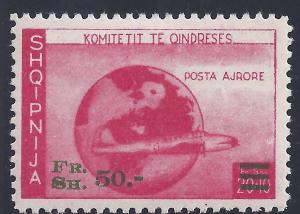 KOMITETIT TE QINDRESES
SHQIPNIJA
POSTA AJRORE
FR.
SH. 50.-
20+10